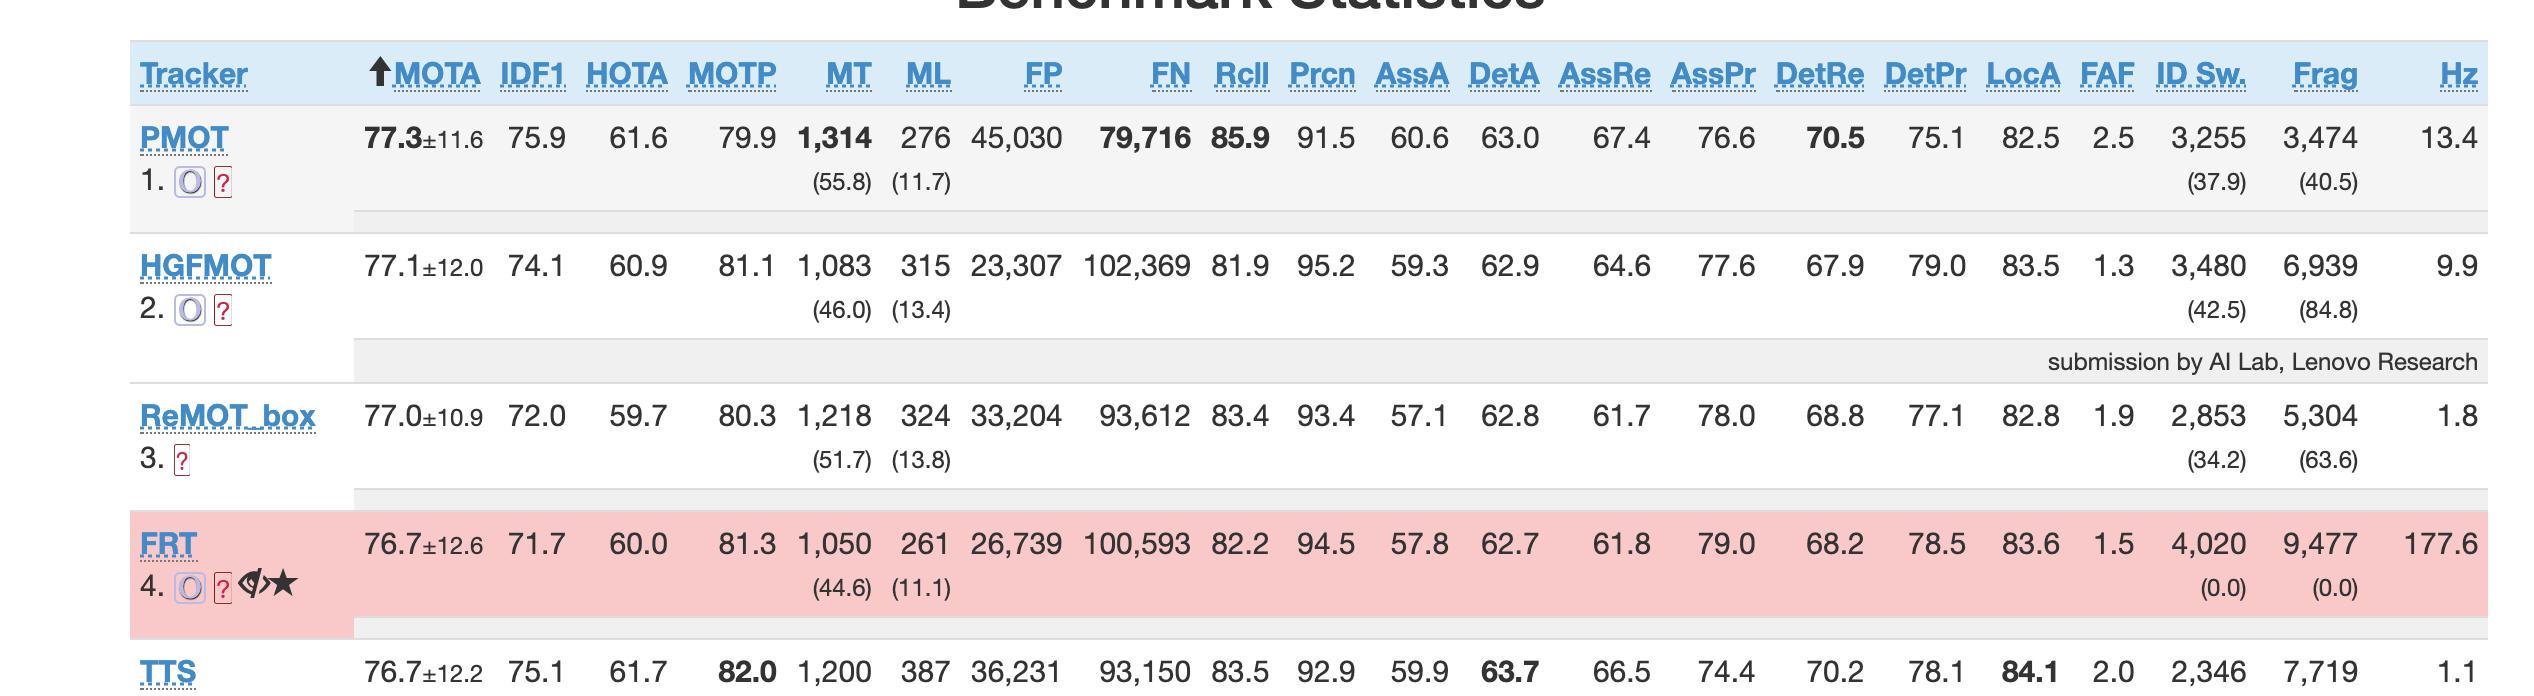 Benchmark Statistics
Tracker MOTA IDF1 HOTA MOTP MT ML FP FN Rcll Prcn AssA DetA AssRe AssPr DetRe DetPr LocA FAF ID Sw. Frag Hz
PMOT 77.3±11.6 75.9 61.6 79.9 1,314 276 45,030 79,716 85.9 91.5 60.6 63.0 67.4 76.6 70.5 75.1 82.5 2.5 3,255 3,474 13.4
1. O ? (55.8) (11.7) (37.9) (40.5)
HGFMOT 77.1±12.0 74.1 60.9 81.1 1,083 315 23,307 102,369 81.9 95.2 59.3 62.9 64.6 77.6 67.9 79.0 83.5 1.3 3,480 6,939 9.9
2. O ? (46.0) (13.4) (42.5) (84.8)
submission by AI Lab, Lenovo Research
ReMOT_box 77.0±10.9 72.0 59.7 80.3 1,218 324 33,204 93,612 83.4 93.4 57.1 62.8 61.7 78.0 68.8 77.1 82.8 1.9 2,853 5,304 1.8
3. ? (51.7) (13.8) (34.2) (63.6)
FRT 76.7±12.6 71.7 60.0 81.3 1,050 261 26,739 100,593 82.2 94.5 57.8 62.7 61.8 79.0 68.2 78.5 83.6 1.5 4,020 9,477 177.6
4. O ? (44.6) (11.1) (0.0) (0.0)
TTS 76.7±12.2 75.1 61.7 82.0 1,200 387 36,231 93,150 83.5 92.9 59.9 63.7 66.5 74.4 70.2 78.1 84.1 2.0 2,346 7,719 1.1